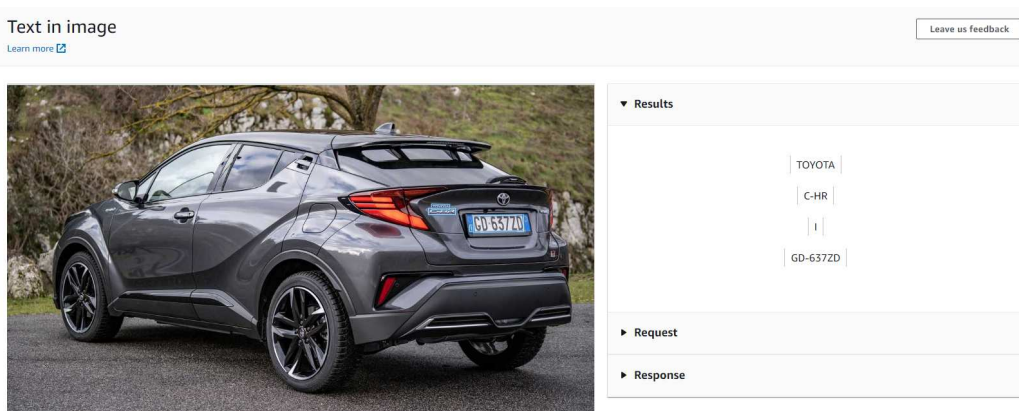 Text in image
Leave us feedback
Learn more
▼ Results
TOYOTA
C-HR
I
GD-637ZD
GD 637ZD
▶ Request
▶ Response